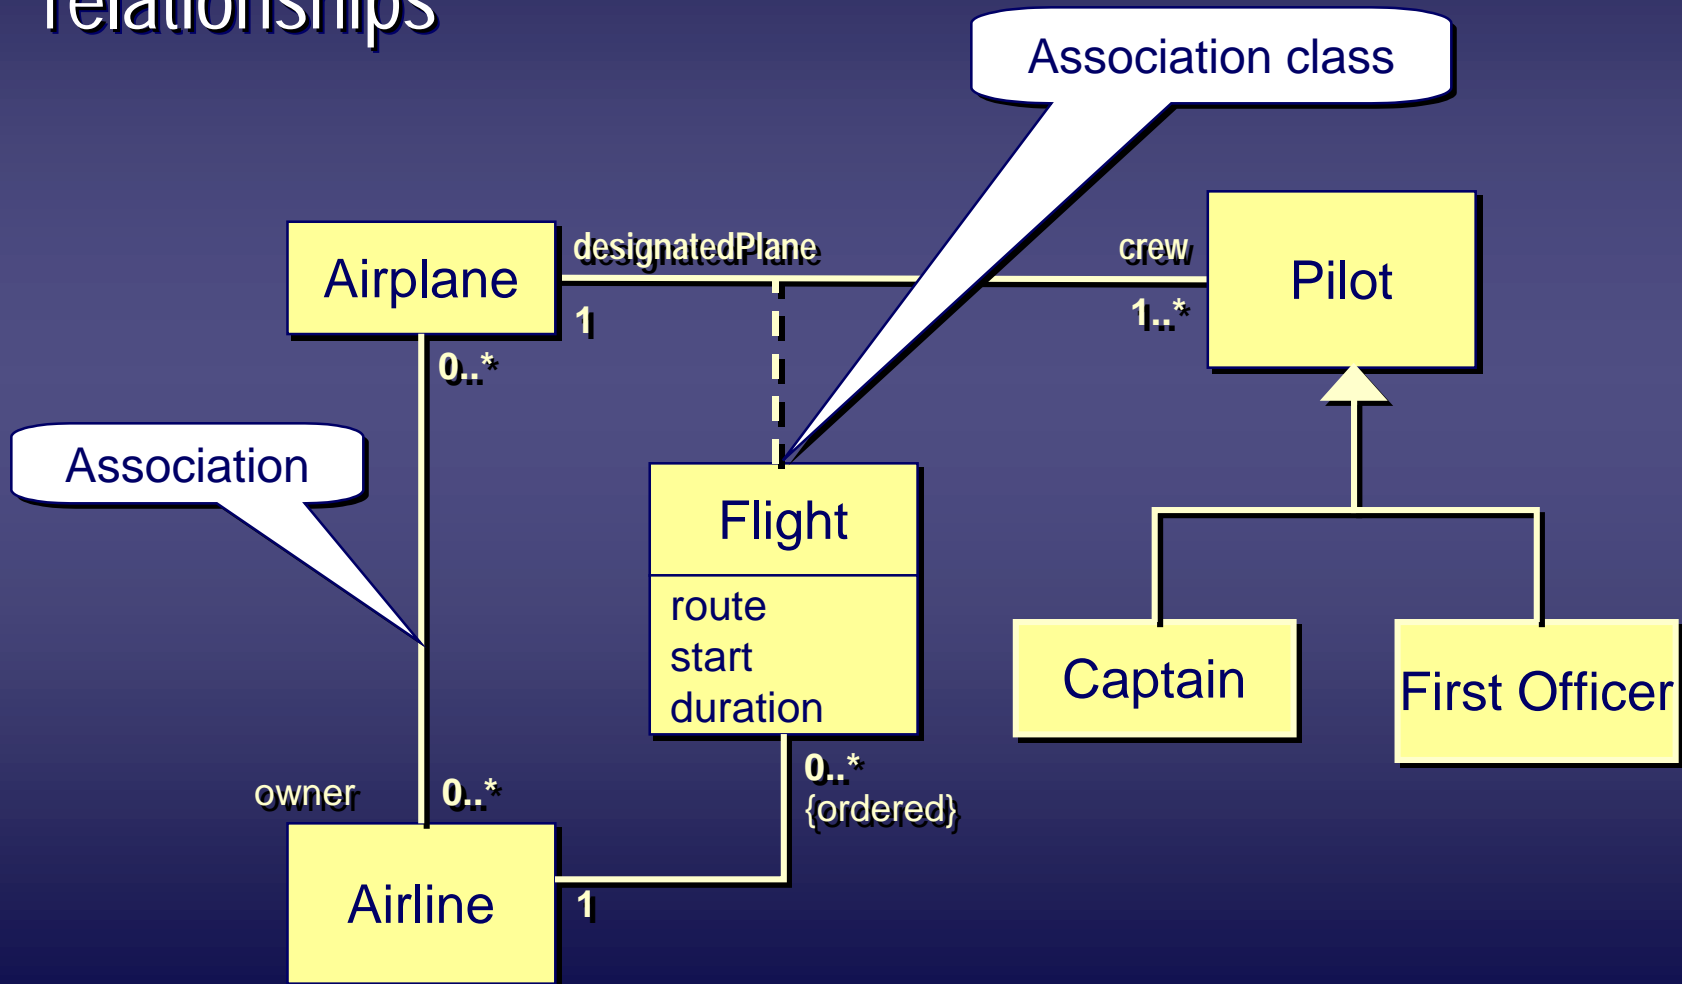 relationships
Association class
Airplane
designatedPlane
crew
1
1..*
Pilot
0..*
Association
Flight
route
start
duration
Captain
First Officer
owner
0..*
0..*
{ordered}
Airline
1